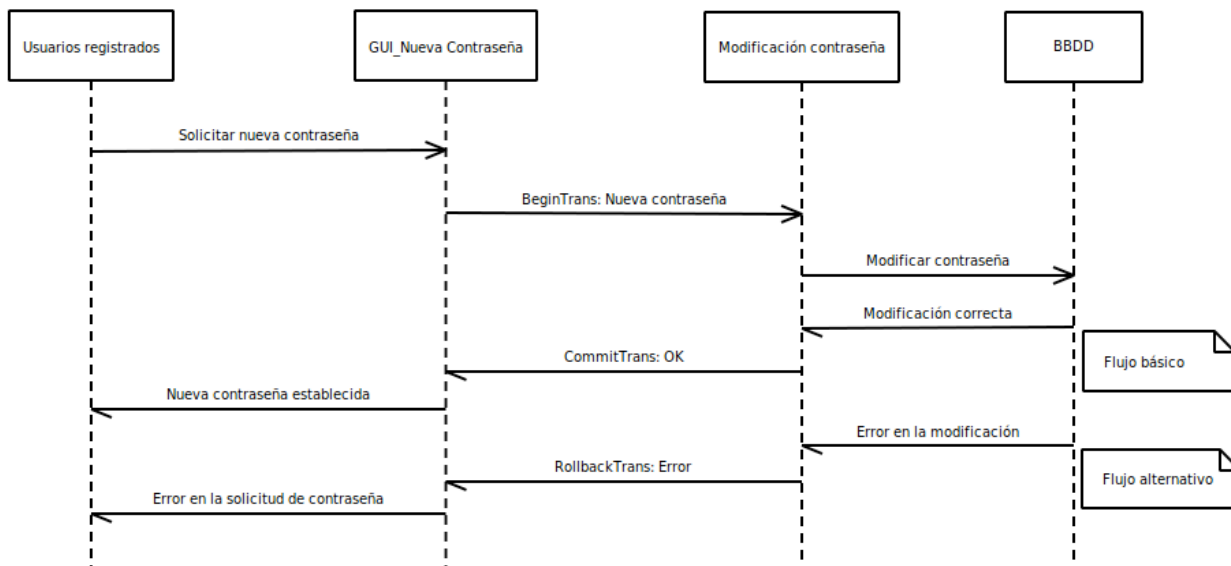 Usuarios registrados
GUI_Nueva Contraseña
Modificación contraseña
BBDD
Solicitar nueva contraseña
BeginTrans: Nueva contraseña
Modificar contraseña
Modificación correcta
Flujo básico
CommitTrans: OK
Nueva contraseña establecida
Error en la modificación
RollbackTrans: Error
Flujo alternativo
Error en la solicitud de contraseña